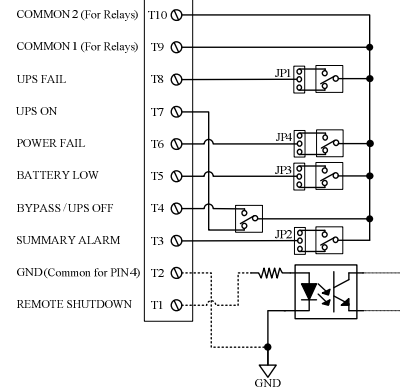 COMMON 2 (For Relays) T10
COMMON 1 (For Relays) T9
UPS FAIL T8 JP1
UPS ON T7
POWER FAIL T6 JP4
BATTERY LOW T5 JP3
BYPASS / UPS OFF T4
SUMMARY ALARM T3 JP2
GND (Common for PIN4) T2
REMOTE SHUTDOWN T1
GND